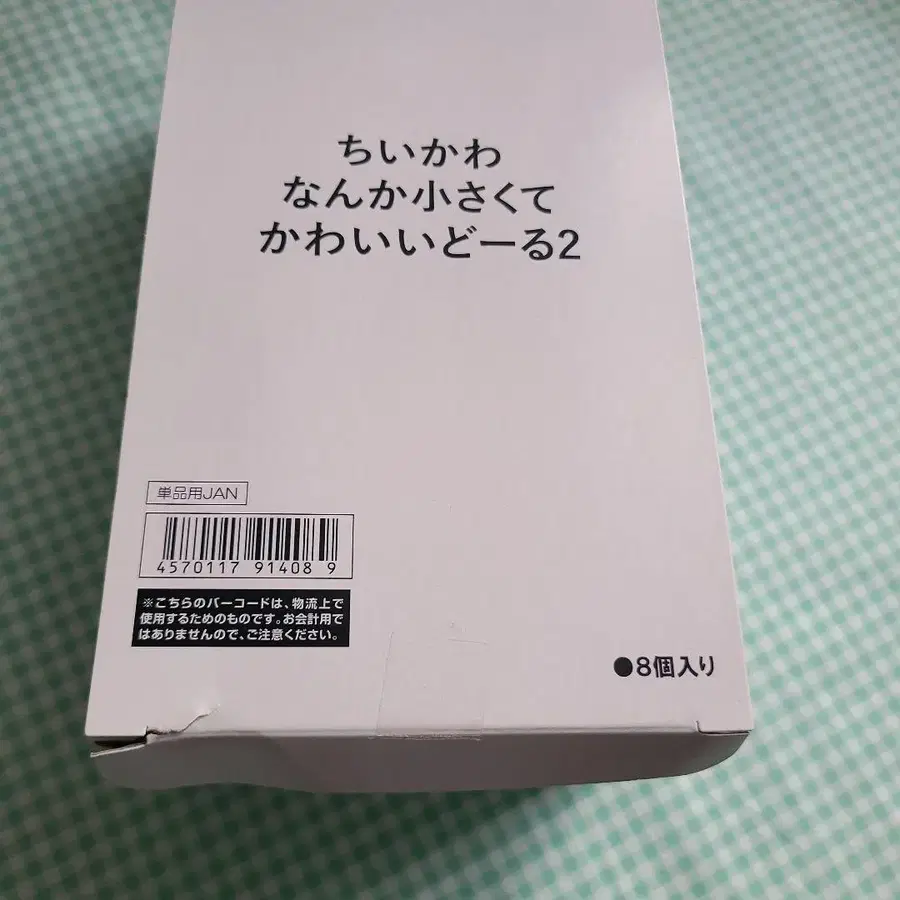 ちいかわ
なんか小さくて
かわいいどーる2
単品用JAN
4570117 91408 9
※こちらのバーコードは、物流上で
使用するためのものです。お会計用で
はありませんので、ご注意ください。
●8個入り